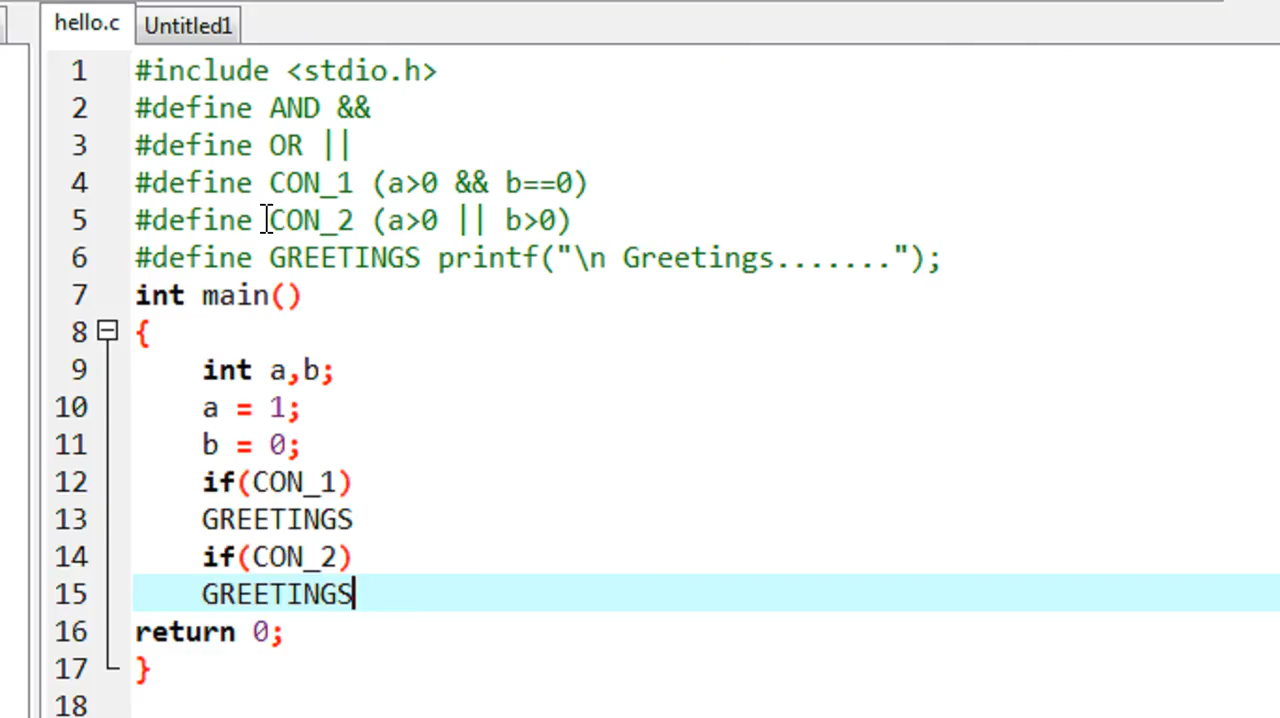 hello.c Untitled1
1 #include <stdio.h>
2 #define AND &&
3 #define OR ||
4 #define CON_1 (a>0 && b==0)
5 #define CON_2 (a>0 || b>0)
6 #define GREETINGS printf("\n Greetings.......");
7 int main()
8 {
9 int a,b;
10 a = 1;
11 b = 0;
12 if(CON_1)
13 GREETINGS
14 if(CON_2)
15 GREETINGS
16 return 0;
17 }
18